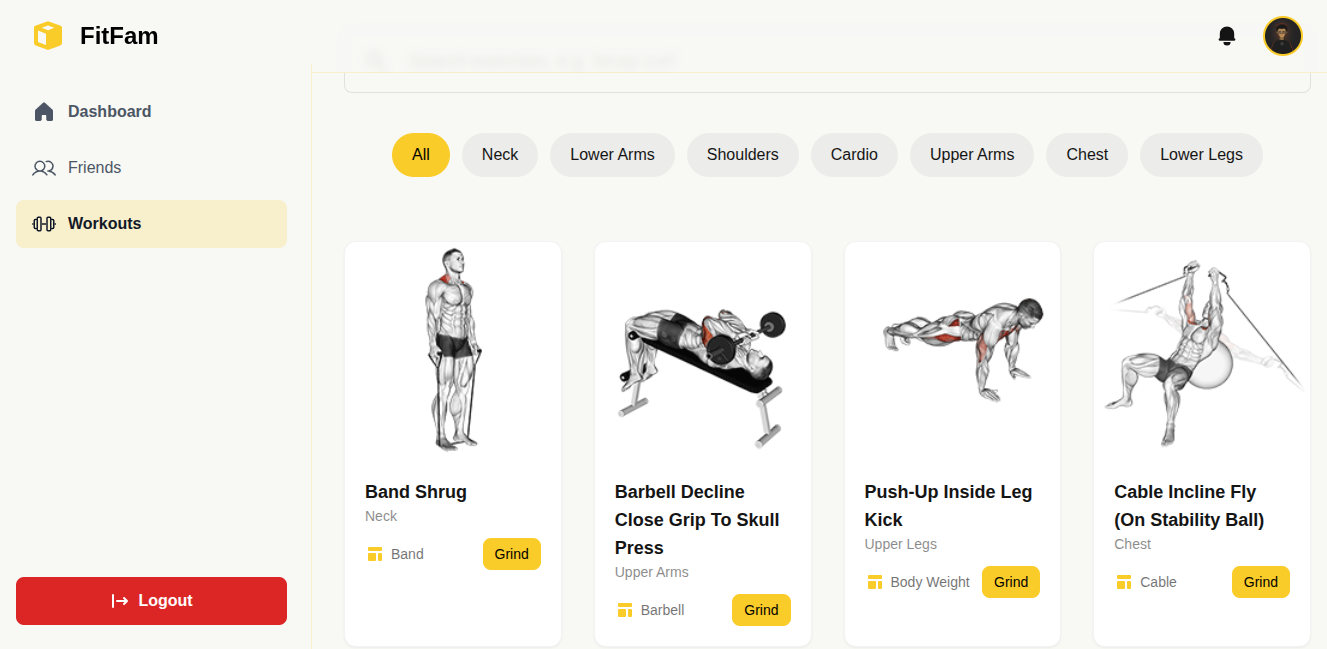 FitFam
Dashboard
Friends
Workouts
Logout
All
Neck
Lower Arms
Shoulders
Cardio
Upper Arms
Chest
Lower Legs
Band Shrug
Neck
Band
Grind
Barbell Decline
Close Grip To Skull
Press
Upper Arms
Barbell
Grind
Push-Up Inside Leg
Kick
Upper Legs
Body Weight
Grind
Cable Incline Fly
(On Stability Ball)
Chest
Cable
Grind